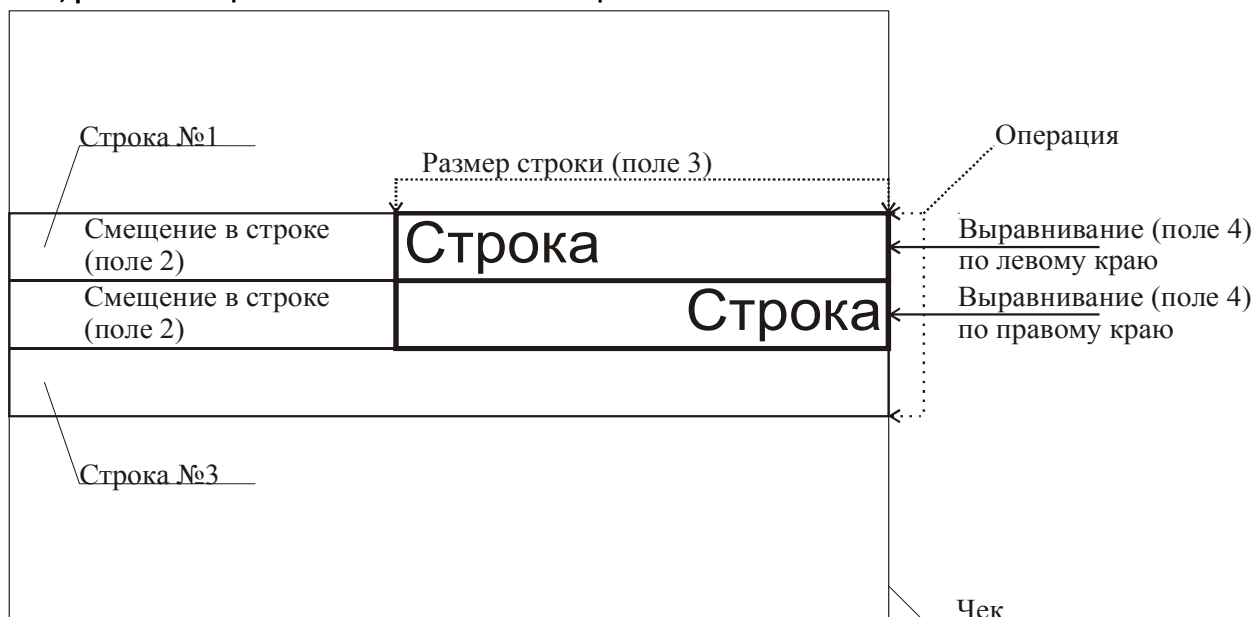 Строка №1
Операция
Размер строки (поле 3)
Смещение в строке
(поле 2)
Строка
Выравнивание (поле 4)
по левому краю
Смещение в строке
(поле 2)
Строка
Выравнивание (поле 4)
по правому краю
Строка №3
Чек